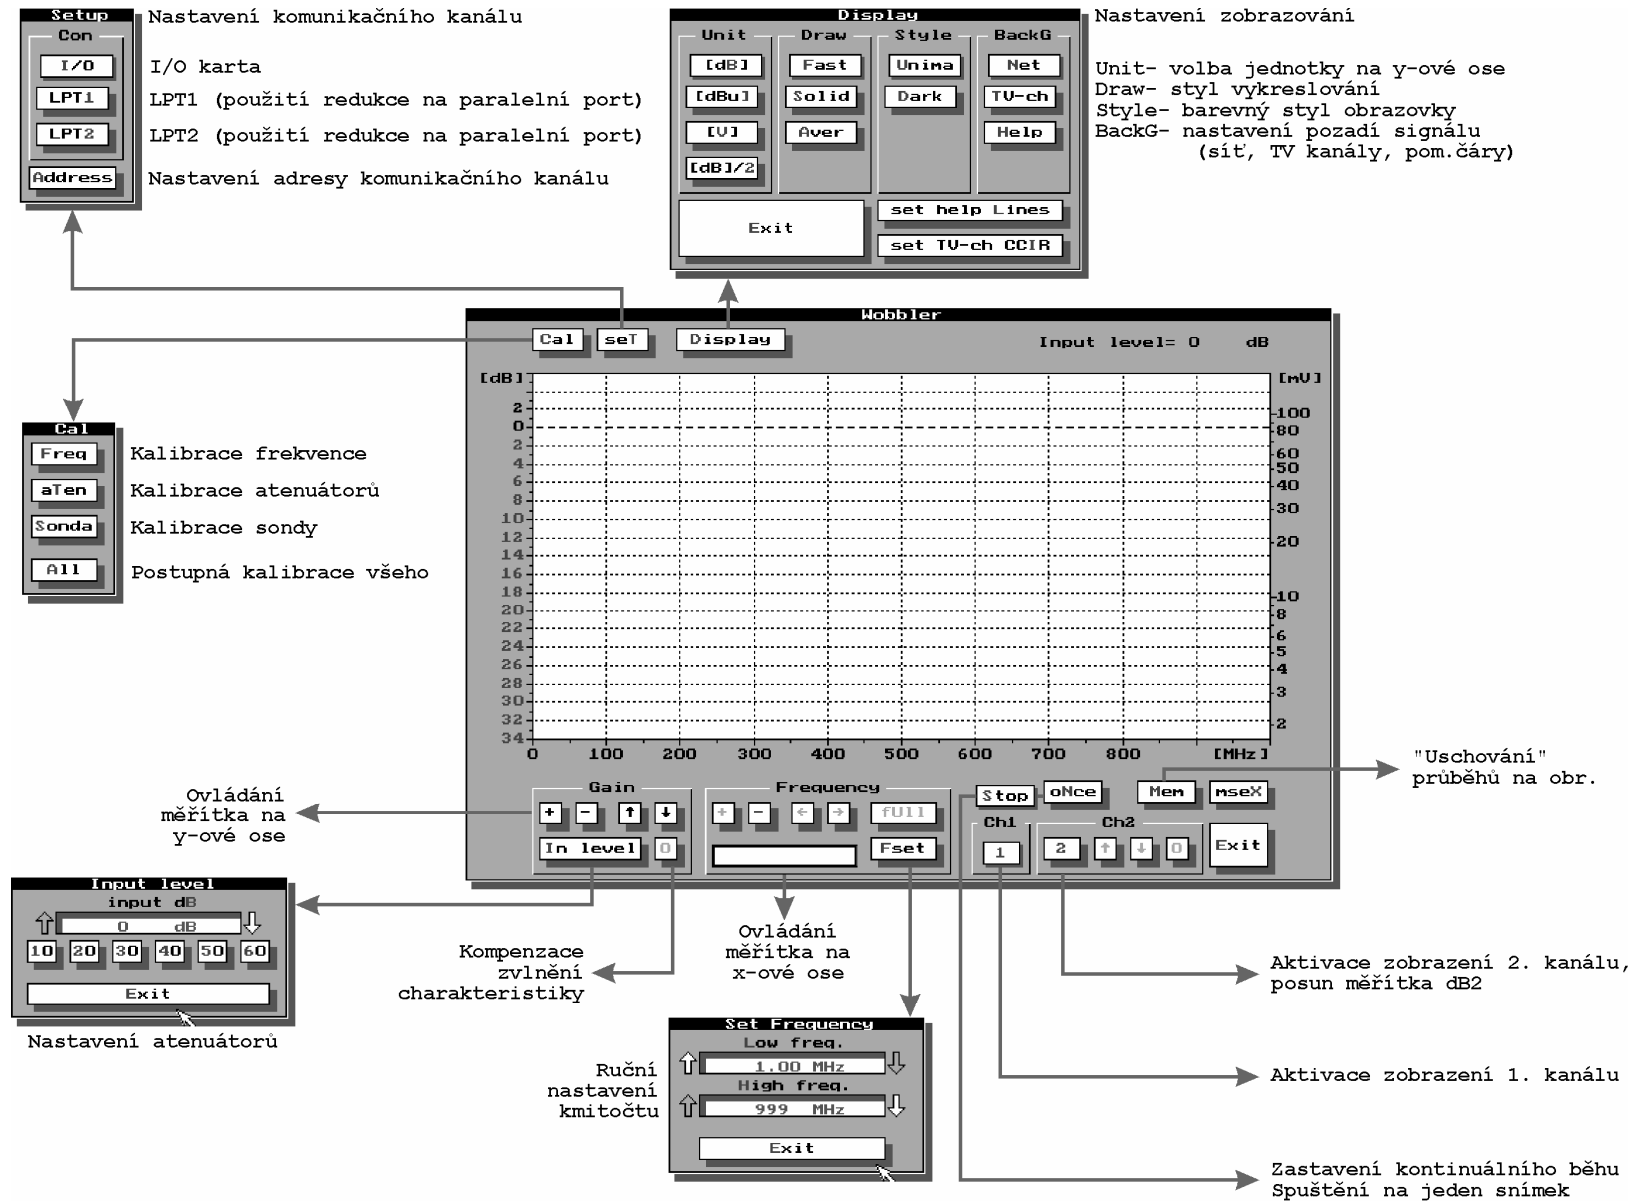 Setup
Nastavení komunikačního kanálu
Con
I/O
I/O karta
LPT1
LPT1 (použití redukce na paralelní port)
LPT2
LPT2 (použití redukce na paralelní port)
Address
Nastavení adresy komunikačního kanálu
Display
Nastavení zobrazování
Unit Draw Style BackG
[dB] Fast Unima Net
[dBu] Solid Dark TV-ch
[V] Aver Help
[dB]/2
set help Lines
Exit
set TV-ch CCIR
Unit- volba jednotky na y-ové ose
Draw- styl vykreslování
Style- barevný styl obrazovky
BackG- nastavení pozadí signálu
(síť, TV kanály, pom.čáry)
Wobbler
Cal seT Display
Input level= 0 dB
[dB] [mV]
2
0
2
4
6
8
10
12
14
16
18
20
22
24
26
28
30
32
34
100
80
60
50
40
30
20
10
8
6
5
4
3
2
0 100 200 300 400 500 600 700 800 [MHz]
Cal
Freq
Kalibrace frekvence
aTen
Kalibrace atenuátorů
Sonda
Kalibrace sondy
All
Postupná kalibrace všeho
Gain
+ - ↑ ↓
In level 0
Frequency
+ - ← → fUll
Fset
Stop oNce Mem mseX
Ch1
1
Ch2
2 ↑ ↓ 0
Exit
"Uschování"
průběhů na obr.
Ovládání
měřítka na
y-ové ose
Input level
input dB
0 dB
10 20 30 40 50 60
Exit
Nastavení atenuátorů
Kompenzace
zvlnění
charakteristiky
Ovládání
měřítka na
x-ové ose
Set Frequency
Low freq.
1.00 MHz
High freq.
999 MHz
Exit
Ruční
nastavení
kmitočtu
Aktivace zobrazení 2. kanálu,
posun měřítka dB2
Aktivace zobrazení 1. kanálu
Zastavení kontinuálního běhu
Spuštění na jeden snímek